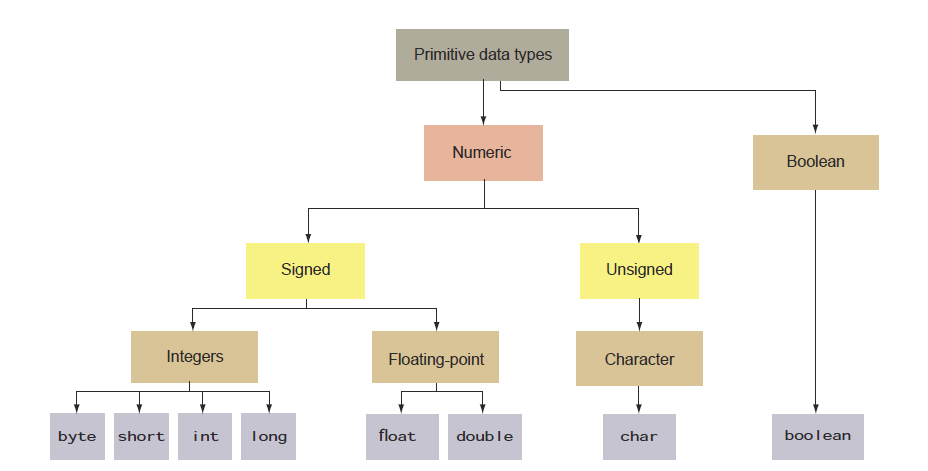 Primitive data types
Numeric
Boolean
Signed
Unsigned
Integers
Floating-point
Character
byte
short
int
long
float
double
char
boolean